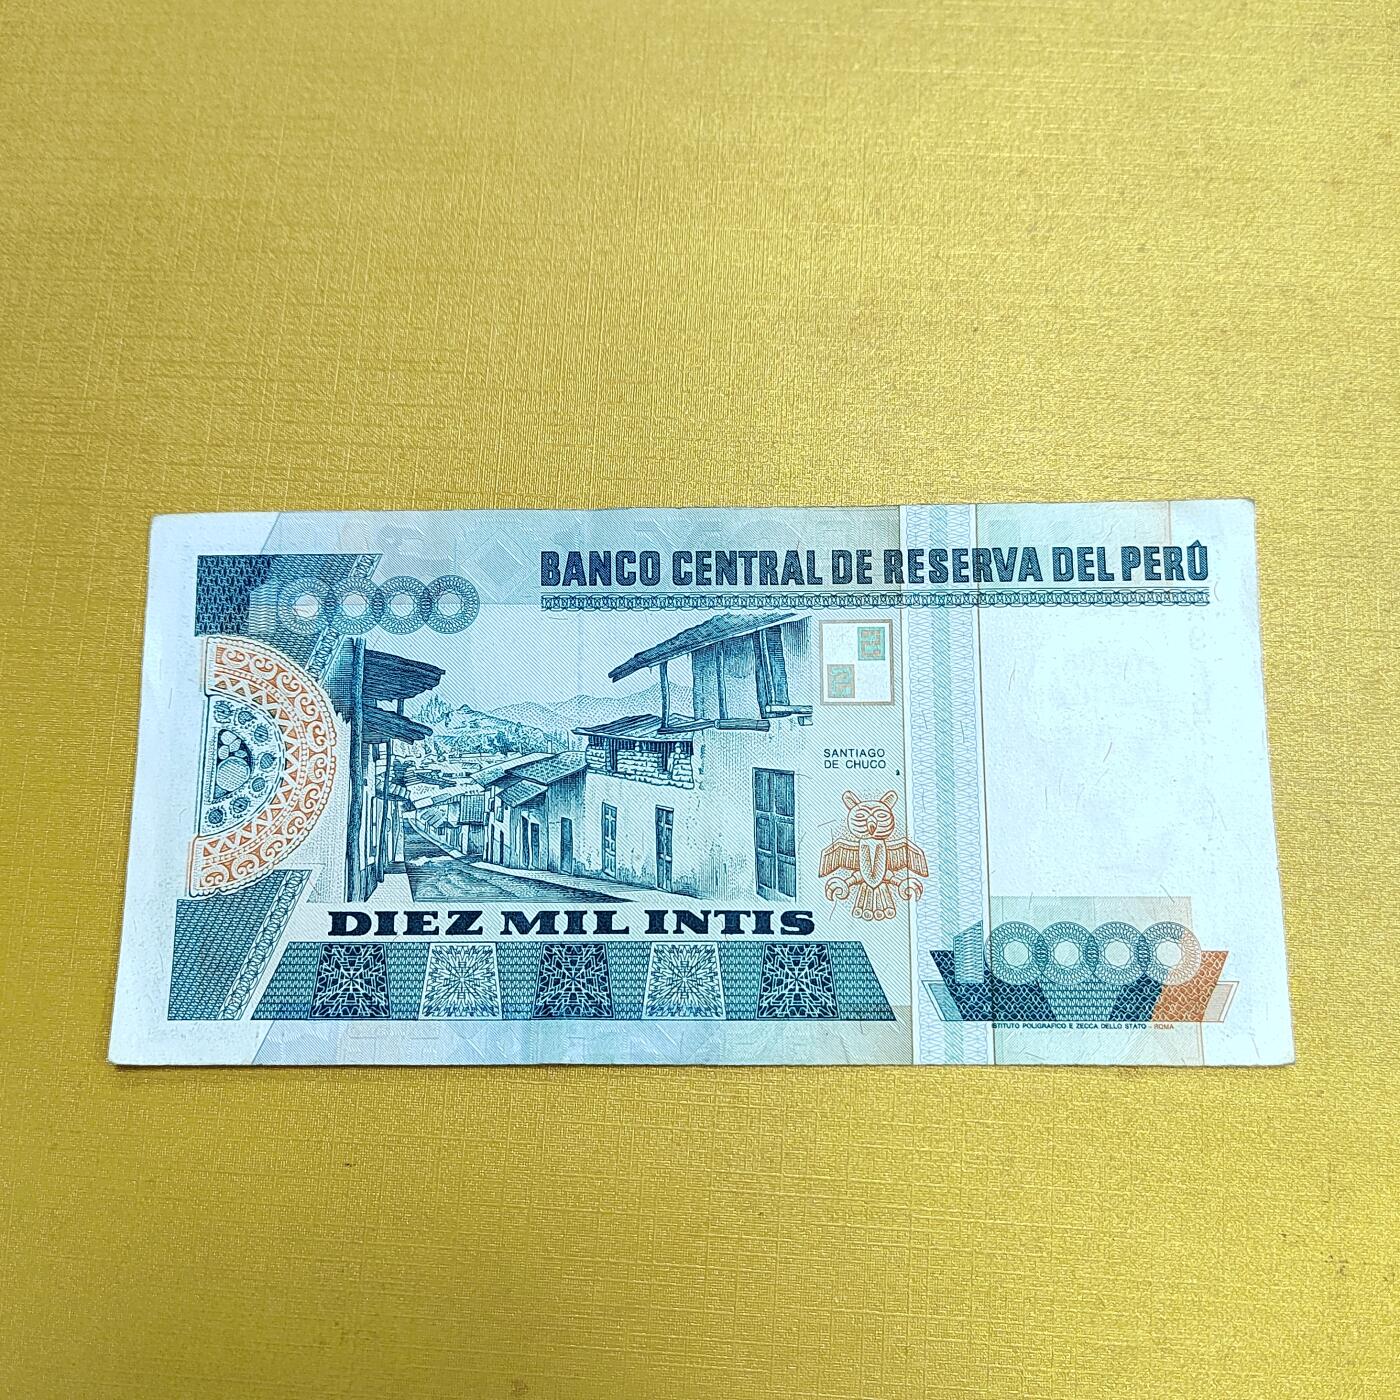 BANCO CENTRAL DE RESERVA DEL PERÚ
10000
SANTIAGO
DE CHUCO
DIEZ MIL INTIS
10000
ISTITUTO POLIGRAFICO E ZECCA DELLO STATO - ROMA